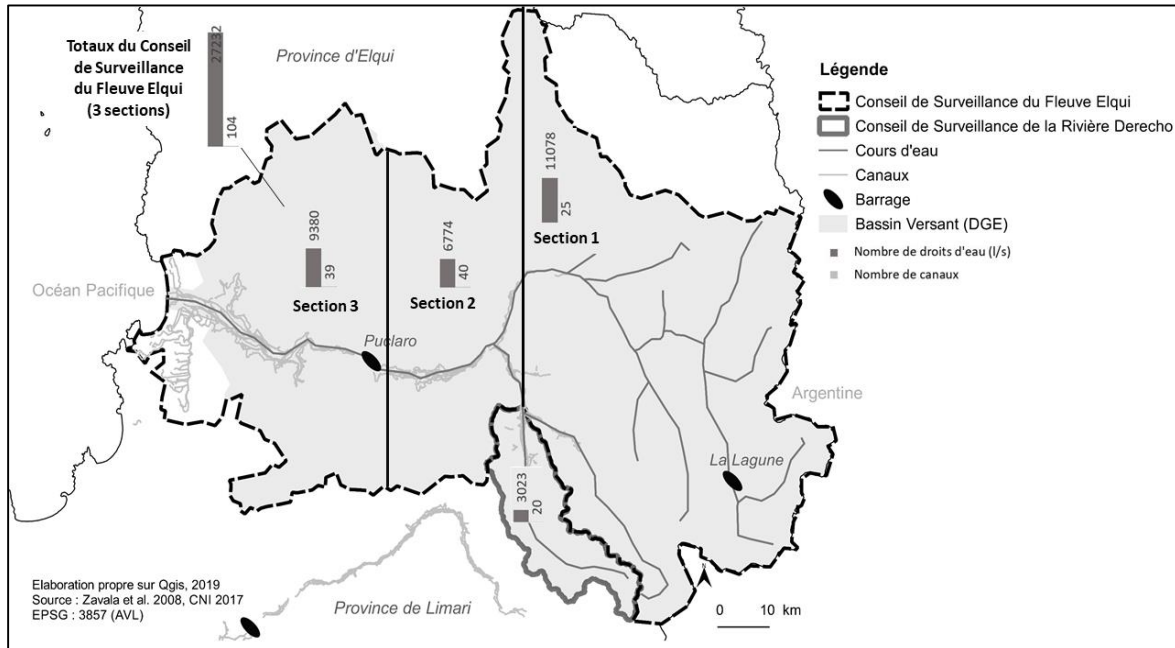 Totaux du Conseil
de Surveillance
du Fleuve Elqui
(3 sections)
27232
104
Province d'Elqui
11078
25
Section 1
9380
39
Section 3
6774
40
Section 2
Océan Pacifique
Puclaro
Argentine
La Lagune
3023
20
Province de Limari
Elaboration propre sur Qgis, 2019
Source : Zavala et al. 2008, CNI 2017
EPSG : 3857 (AVL)
N
0 10 km
Légende
Conseil de Surveillance du Fleuve Elqui
Conseil de Surveillance de la Rivière Derecho
Cours d'eau
Canaux
Barrage
Bassin Versant (DGE)
Nombre de droits d'eau (l/s)
Nombre de canaux